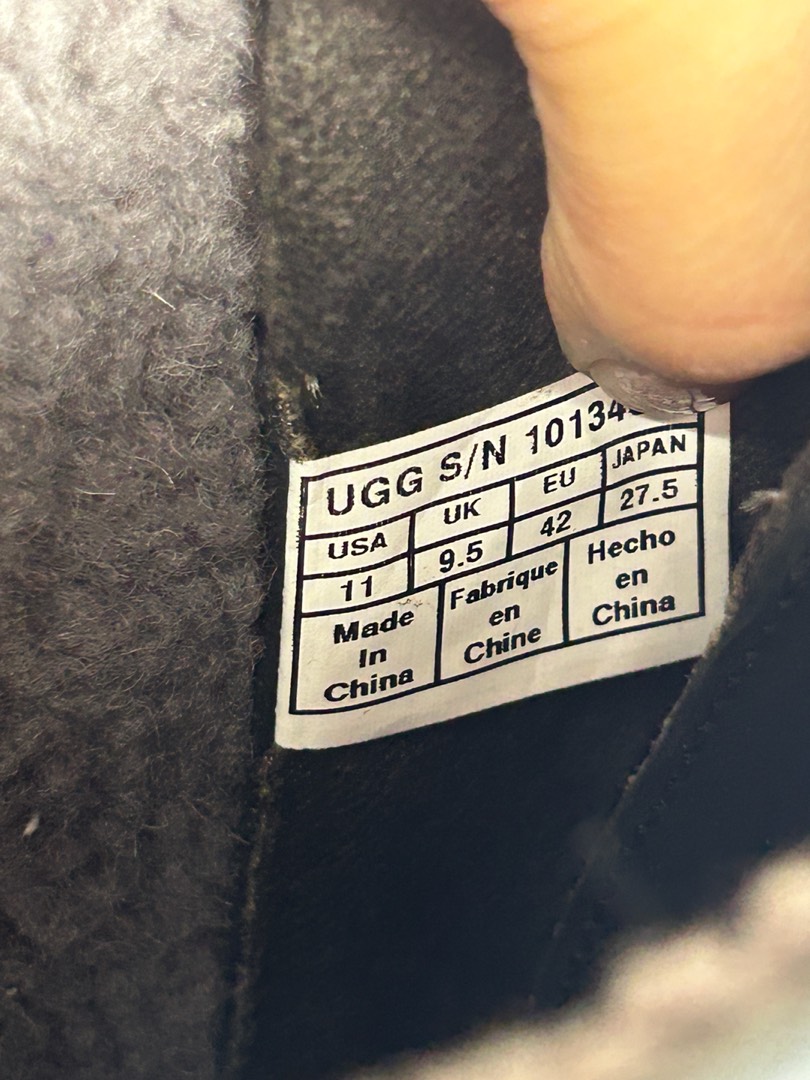 UGG S/N 10134
USA UK EU JAPAN
11 9.5 42 27.5
Made In China
Fabrique en Chine
Hecho en China